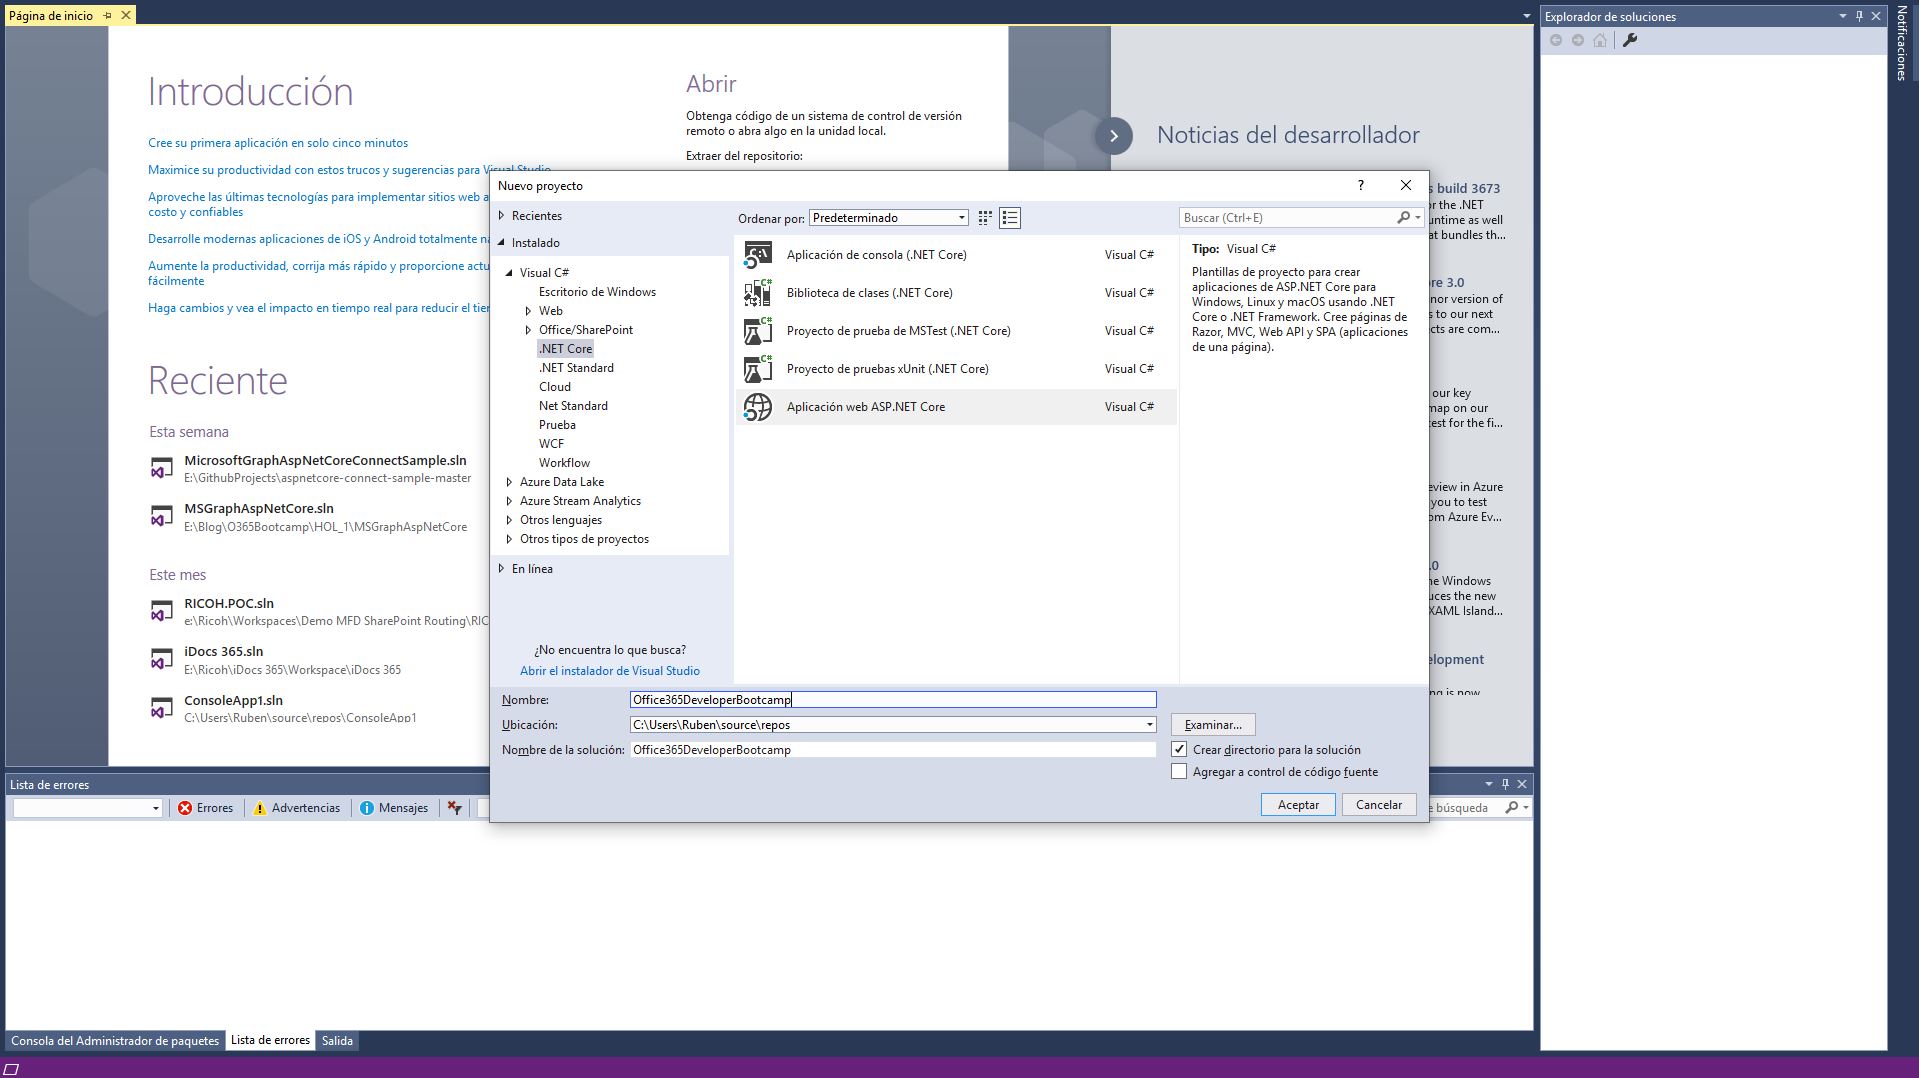 Página de inicio
Introducción
Cree su primera aplicación en solo cinco minutos
Maximice su productividad con estos trucos y sugerencias para Visual Studio
Aproveche las últimas tecnologías para implementar sitios web a
costo y confiables
Desarrolle modernas aplicaciones de iOS y Android totalmente na
Aumente la productividad, corrija más rápido y proporcione actu
fácilmente
Haga cambios y vea el impacto en tiempo real para reducir el tie
Reciente
Esta semana
MicrosoftGraphAspNetCoreConnectSample.sln
E:\GithubProjects\aspnetcore-connect-sample-master
MSGraphAspNetCore.sln
E:\Blog\O365Bootcamp\HOL_1\MSGraphAspNetCore
Este mes
RICOH.POC.sln
e:\Ricoh\Workspaces\Demo MFD SharePoint Routing\RIC
iDocs 365.sln
E:\Ricoh\iDocs 365\Workspace\iDocs 365
ConsoleApp1.sln
C:\Users\Ruben\source\repos\ConsoleApp1
Abrir
Obtenga código de un sistema de control de versión
remoto o abra algo en la unidad local.
Extraer del repositorio:
Noticias del desarrollador
s build 3673
or the .NET
untime as well
at bundles th...
re 3.0
nor version of
s to our next
cts are com...
our key
map on our
test for the fi...
eview in Azure
you to test
om Azure Ev...
.0
he Windows
uces the new
XAML Island...
elopment
ng is now
Nuevo proyecto
?
Recientes
Instalado
Visual C#
Escritorio de Windows
Web
Office/SharePoint
.NET Core
.NET Standard
Cloud
Net Standard
Prueba
WCF
Workflow
Azure Data Lake
Azure Stream Analytics
Otros lenguajes
Otros tipos de proyectos
En línea
¿No encuentra lo que busca?
Abrir el instalador de Visual Studio
Ordenar por: Predeterminado
Buscar (Ctrl+E)
Aplicación de consola (.NET Core) Visual C#
Biblioteca de clases (.NET Core) Visual C#
Proyecto de prueba de MSTest (.NET Core) Visual C#
Proyecto de pruebas xUnit (.NET Core) Visual C#
Aplicación web ASP.NET Core Visual C#
Tipo: Visual C#
Plantillas de proyecto para crear
aplicaciones de ASP.NET Core para
Windows, Linux y macOS usando .NET
Core o .NET Framework. Cree páginas de
Razor, MVC, Web API y SPA (aplicaciones
de una página).
Nombre: Office365DeveloperBootcamp
Ubicación: C:\Users\Ruben\source\repos
Examinar...
Nombre de la solución: Office365DeveloperBootcamp
Crear directorio para la solución
Agregar a control de código fuente
Aceptar Cancelar
Lista de errores
Errores Advertencias Mensajes
e búsqueda
Consola del Administrador de paquetes Lista de errores Salida
Explorador de soluciones
Notificaciones